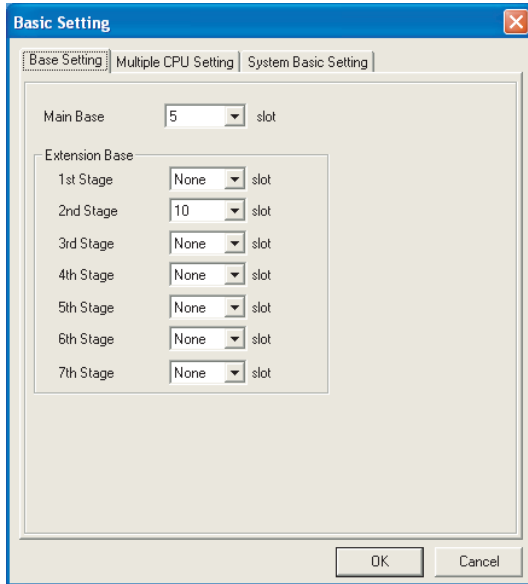 Basic Setting
Base Setting Multiple CPU Setting System Basic Setting
Main Base 5 slot
Extension Base
1st Stage None slot
2nd Stage 10 slot
3rd Stage None slot
4th Stage None slot
5th Stage None slot
6th Stage None slot
7th Stage None slot
OK Cancel